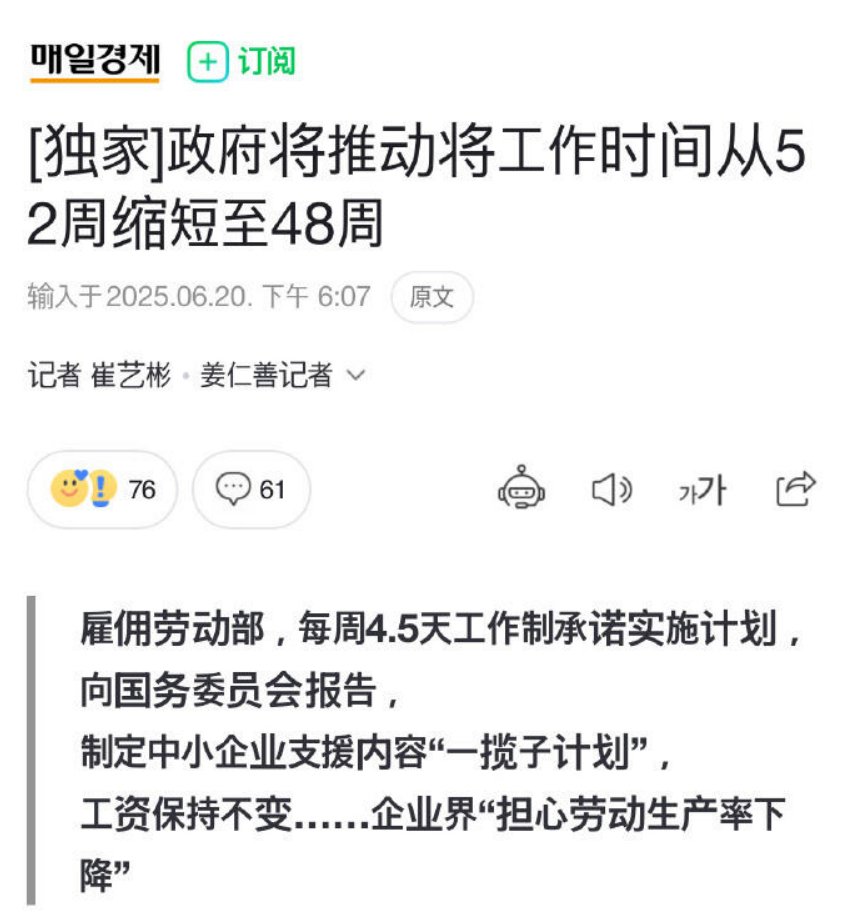 매일경제 + 订阅
[独家]政府将推动将工作时间从5
2周缩短至48周
输入于2025.06.20. 下午 6:07 原文
记者 崔艺彬 · 姜仁善记者
76 61 가가
雇佣劳动部，每周4.5天工作制承诺实施计划，
向国务委员会报告，
制定中小企业支援内容“一揽子计划”，
工资保持不变……企业界“担心劳动生产率下
降”